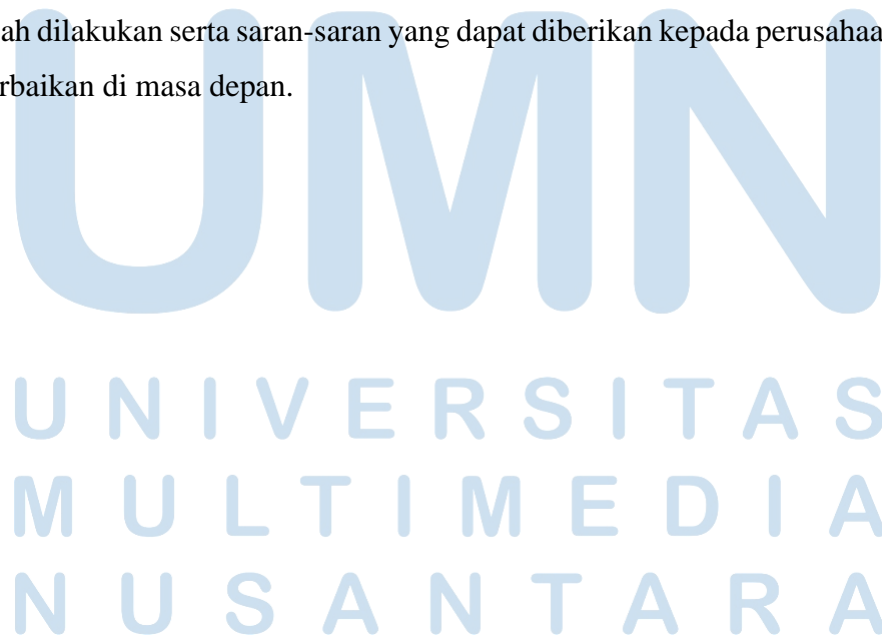 ah dilakukan serta saran-saran yang dapat diberikan kepada perusahaa
rbaikan di masa depan.
UMN
UNIVERSITAS
MULTIMEDIA
NUSANTARA